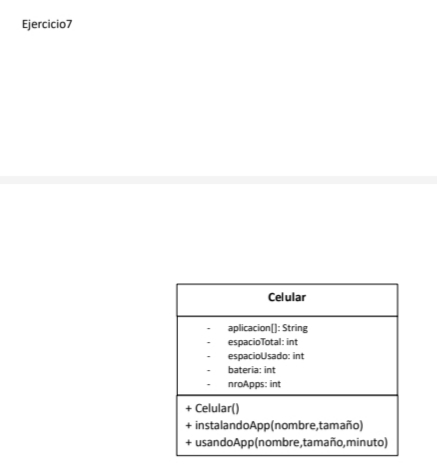 Ejercicio7
Celular
- aplicacion[]: String
- espacioTotal: int
- espacioUsado: int
- bateria: int
- nroApps: int
+ Celular()
+ instalandoApp(nombre,tamaño)
+ usandoApp(nombre,tamaño,minuto)